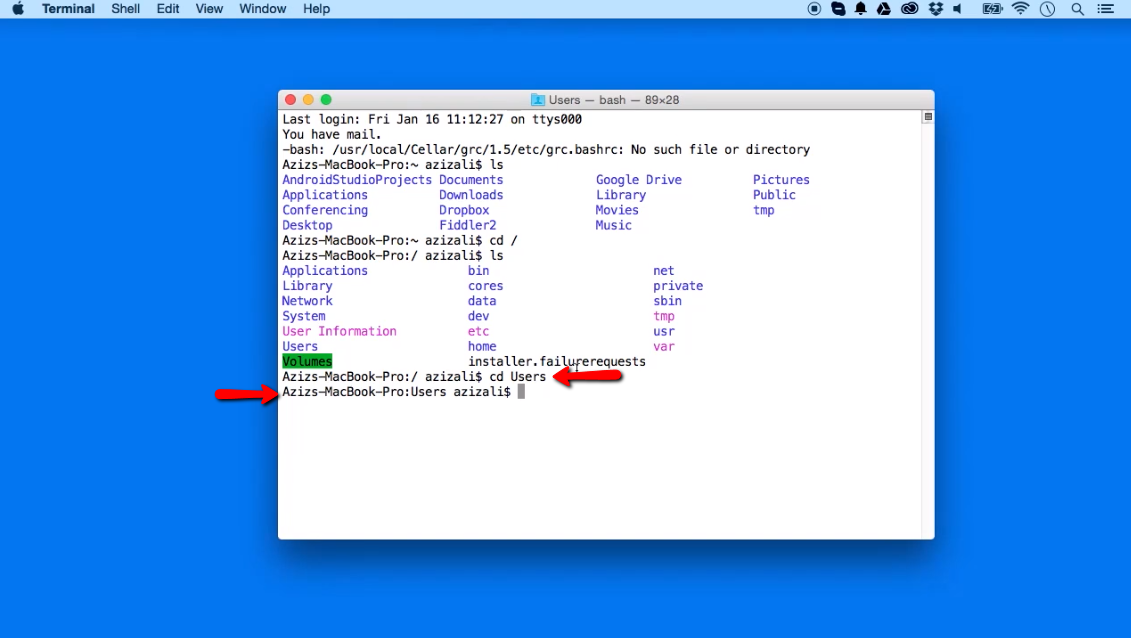 Terminal Shell Edit View Window Help
Users — bash — 89×28
Last login: Fri Jan 16 11:12:27 on ttys000
You have mail.
-bash: /usr/local/Cellar/grc/1.5/etc/grc.bashrc: No such file or directory
Azizs-MacBook-Pro:~ azizali$ ls
AndroidStudioProjects Documents Google Drive Pictures
Applications Downloads Library Public
Conferencing Dropbox Movies tmp
Desktop Fiddler2 Music
Azizs-MacBook-Pro:~ azizali$ cd /
Azizs-MacBook-Pro:/ azizali$ ls
Applications bin net
Library cores private
Network data sbin
System dev tmp
User Information etc usr
Users home var
Volumes installer.failurerequests
Azizs-MacBook-Pro:/ azizali$ cd Users
Azizs-MacBook-Pro:Users azizali$